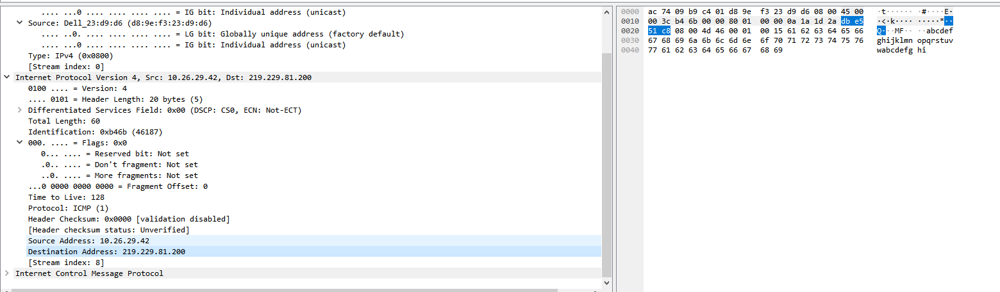 .... ...0 .... .... .... .... = IG bit: Individual address (unicast)
Source: Dell_23:d9:d6 (d8:9e:f3:23:d9:d6)
.... ..0. .... .... .... .... = LG bit: Globally unique address (factory default)
.... ...0 .... .... .... .... = IG bit: Individual address (unicast)
Type: IPv4 (0x0800)
[Stream index: 0]
Internet Protocol Version 4, Src: 10.26.29.42, Dst: 219.229.81.200
0100 .... = Version: 4
.... 0101 = Header Length: 20 bytes (5)
Differentiated Services Field: 0x00 (DSCP: CS0, ECN: Not-ECT)
Total Length: 60
Identification: 0xb46b (46187)
000. .... = Flags: 0x0
0... .... = Reserved bit: Not set
.0.. .... = Don't fragment: Not set
..0. .... = More fragments: Not set
...0 0000 0000 0000 = Fragment Offset: 0
Time to Live: 128
Protocol: ICMP (1)
Header Checksum: 0x0000 [validation disabled]
[Header checksum status: Unverified]
Source Address: 10.26.29.42
Destination Address: 219.229.81.200
[Stream index: 8]
Internet Control Message Protocol
0000 ac 74 09 b9 c4 01 d8 9e f3 23 d9 d6 08 00 45 00 ·t······ ·#····E·
0010 00 3c b4 6b 00 00 80 01 00 00 0a 1a 1d 2a db e5 ·<·k···· ·····*··
0020 51 c8 08 00 4d 46 00 01 00 15 61 62 63 64 65 66 Q···MF·· ··abcdef
0030 67 68 69 6a 6b 6c 6d 6e 6f 70 71 72 73 74 75 76 ghijklmn opqrstuv
0040 77 61 62 63 64 65 66 67 68 69 wabcdefg hi